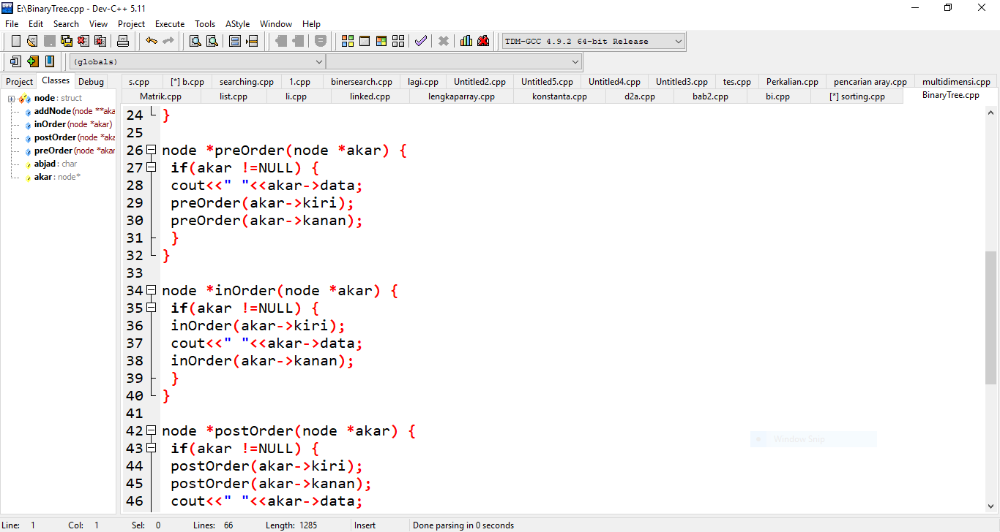 E:\BinaryTree.cpp - Dev-C++ 5.11
File Edit Search View Project Execute Tools AStyle Window Help
TDM-GCC 4.9.2 64-bit Release
(globals)
Project Classes Debug
s.cpp [*] b.cpp searching.cpp 1.cpp binersearch.cpp lagi.cpp Untitled2.cpp Untitled5.cpp Untitled4.cpp Untitled3.cpp tes.cpp Perkalian.cpp pencarian aray.cpp multidimensi.cpp
Matrik.cpp list.cpp li.cpp linked.cpp lengkaparray.cpp konstanta.cpp d2a.cpp bab2.cpp bi.cpp [*] sorting.cpp BinaryTree.cpp
node : struct
addNode (node **aka
inOrder (node *akar)
postOrder (node *aka
preOrder (node *akar
abjad : char
akar : node*
24 }
25
26 node *preOrder(node *akar) {
27 if(akar !=NULL) {
28 cout<<" "<<akar->data;
29 preOrder(akar->kiri);
30 preOrder(akar->kanan);
31 }
32 }
33
34 node *inOrder(node *akar) {
35 if(akar !=NULL) {
36 inOrder(akar->kiri);
37 cout<<" "<<akar->data;
38 inOrder(akar->kanan);
39 }
40 }
41
42 node *postOrder(node *akar) {
43 if(akar !=NULL) {
44 postOrder(akar->kiri);
45 postOrder(akar->kanan);
46 cout<<" "<<akar->data;
Window Snip
Line: 1 Col: 1 Sel: 0 Lines: 66 Length: 1285 Insert Done parsing in 0 seconds